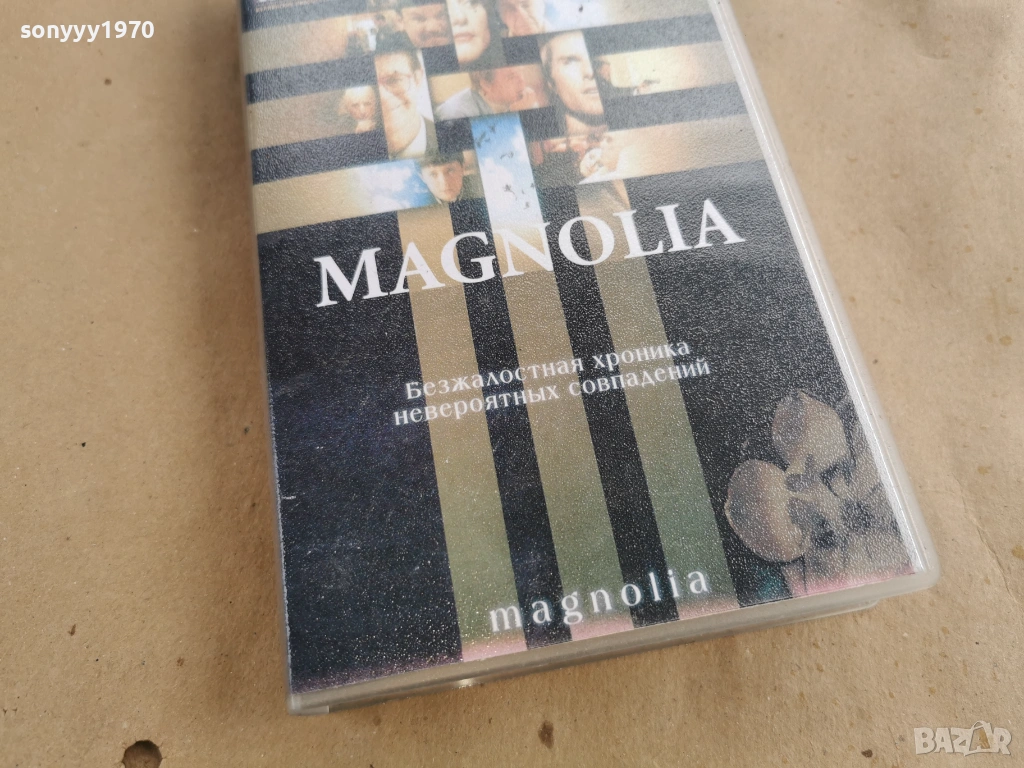 sonyyy1970
MAGNOLIA
Безжалостная хроника
невероятных совпадений
magnolia
BAZAR